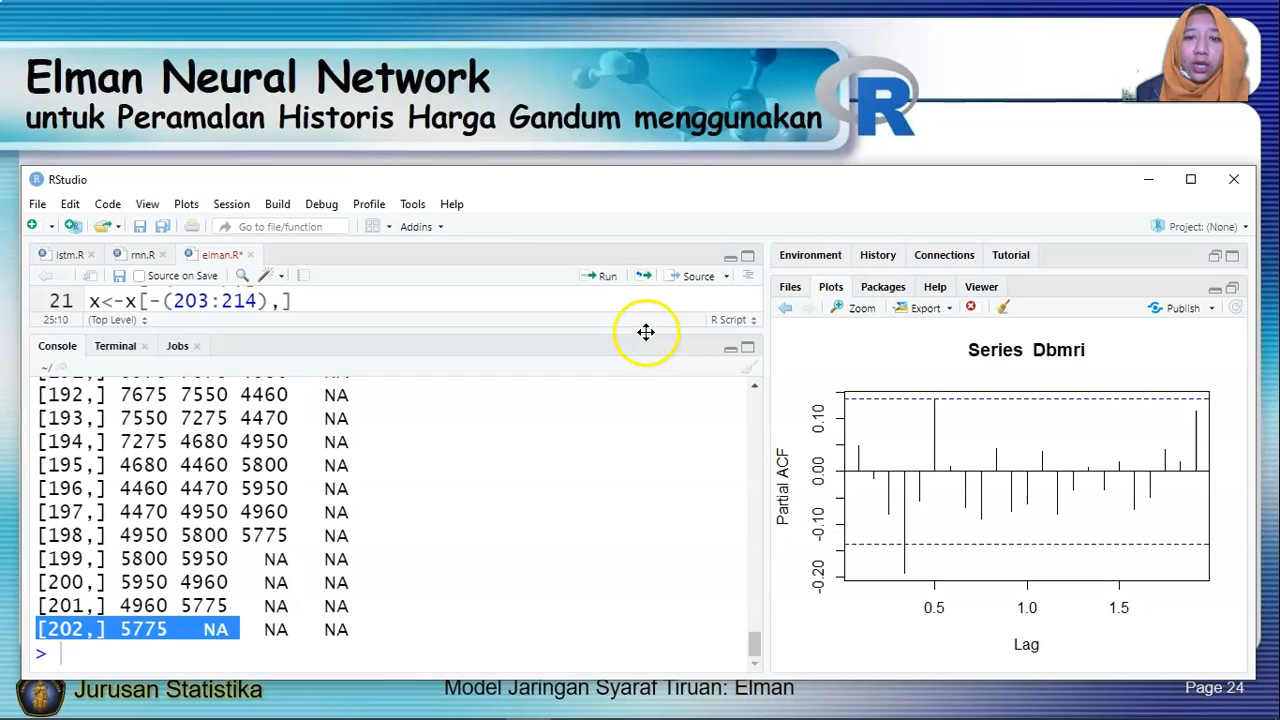 Elman Neural Network
untuk Peramalan Historis Harga Gandum menggunakan R
RStudio
File Edit Code View Plots Session Build Debug Profile Tools Help
Go to file/function Addins Project: (None)
lstm.R rnn.R elman.R*
Source on Save Run Source
21 x<-x[-(203:214),]
25:10 (Top Level) R Script
Console Terminal Jobs
~/
[192,] 7675 7550 4460 NA
[193,] 7550 7275 4470 NA
[194,] 7275 4680 4950 NA
[195,] 4680 4460 5800 NA
[196,] 4460 4470 5950 NA
[197,] 4470 4950 4960 NA
[198,] 4950 5800 5775 NA
[199,] 5800 5950 NA NA
[200,] 5950 4960 NA NA
[201,] 4960 5775 NA NA
[202,] 5775 NA NA NA
>
Environment History Connections Tutorial
Files Plots Packages Help Viewer
Zoom Export Publish
Series Dbmri
Partial ACF
0.10
0.00
-0.10
-0.20
0.5 1.0 1.5
Lag
Jurusan Statistika Model Jaringan Syaraf Tiruan: Elman Page 24